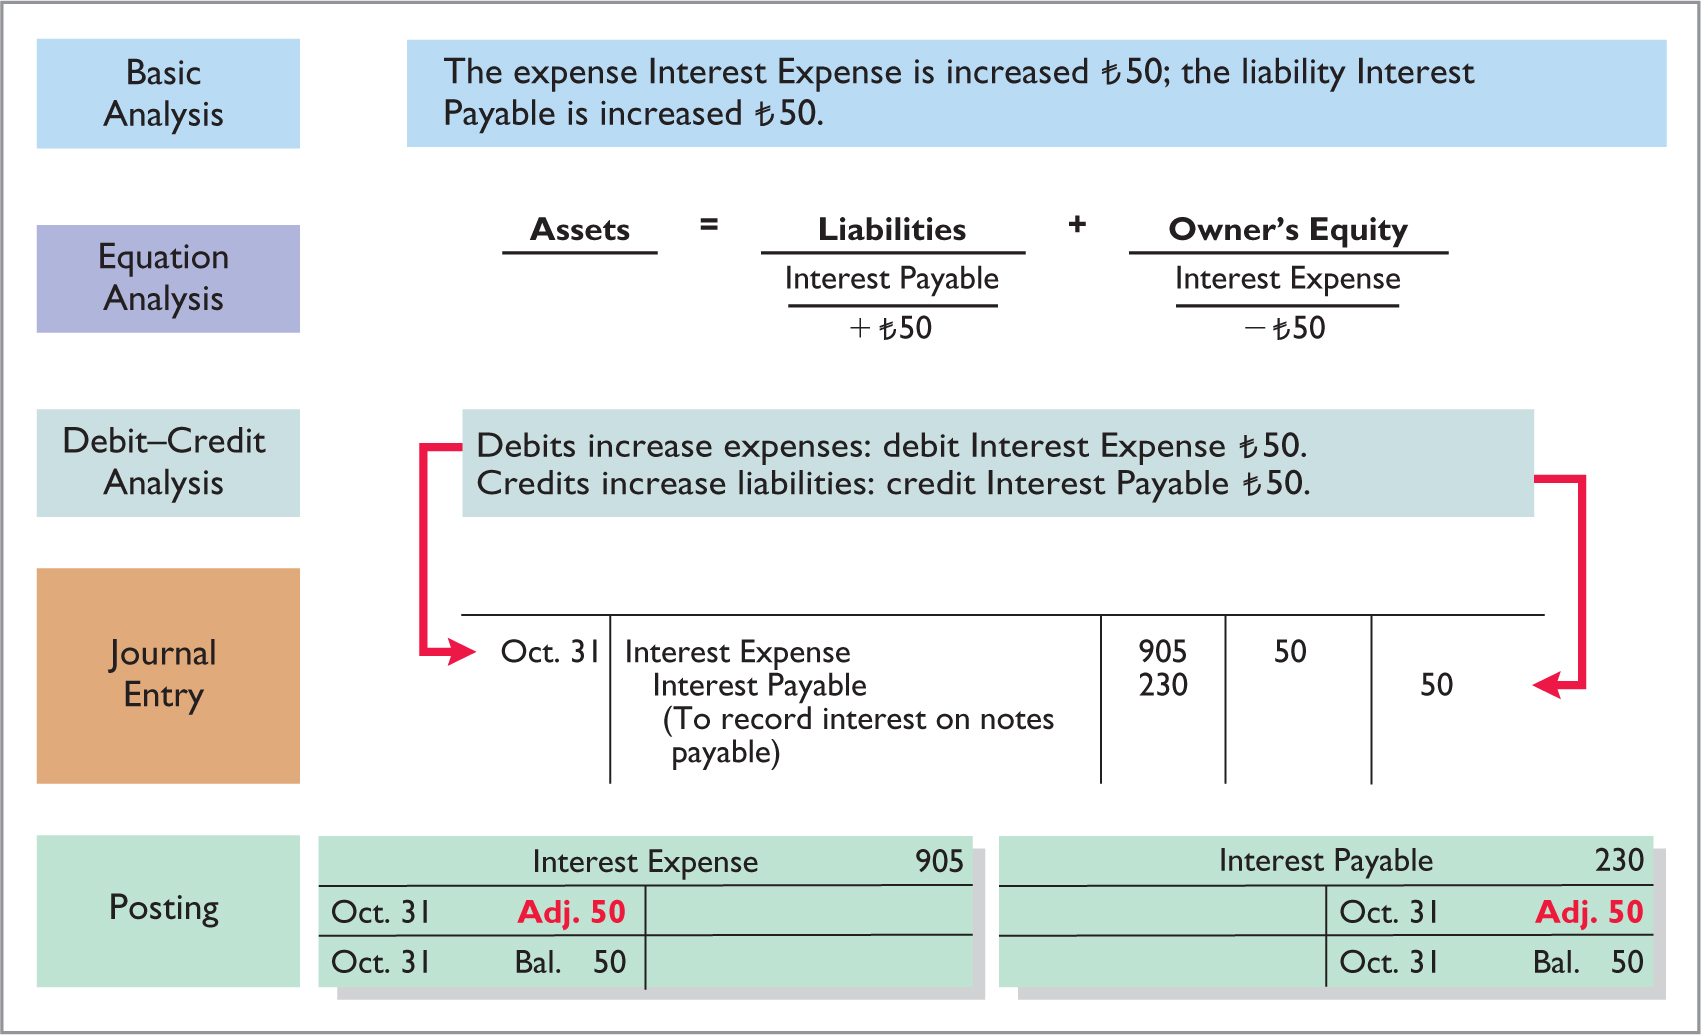 Basic
Analysis
The expense Interest Expense is increased ₺50; the liability Interest
Payable is increased ₺50.
Equation
Analysis
Assets = Liabilities + Owner's Equity
Interest Payable Interest Expense
+ ₺50 − ₺50
Debit–Credit
Analysis
Debits increase expenses: debit Interest Expense ₺50.
Credits increase liabilities: credit Interest Payable ₺50.
Journal
Entry
Oct. 31 Interest Expense 905 50
Interest Payable 230 50
(To record interest on notes
payable)
Posting
Interest Expense 905
Oct. 31 Adj. 50
Oct. 31 Bal. 50
Interest Payable 230
Oct. 31 Adj. 50
Oct. 31 Bal. 50